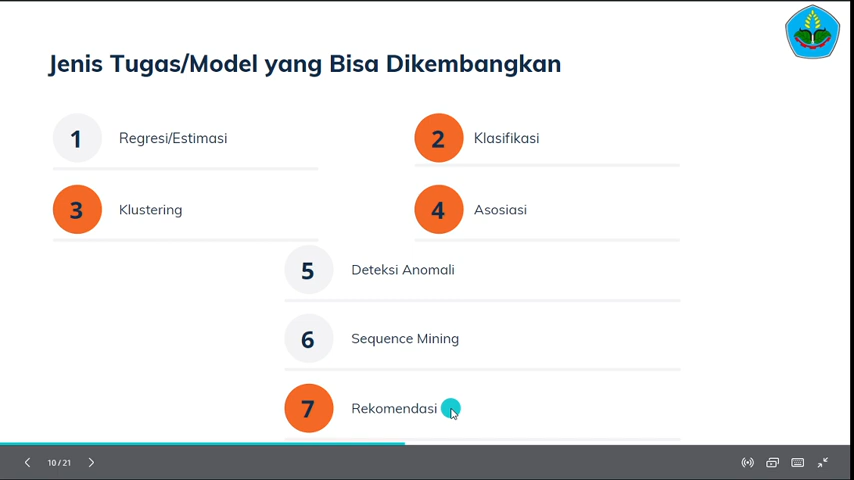 Jenis Tugas/Model yang Bisa Dikembangkan
1 Regresi/Estimasi
2 Klasifikasi
3 Klustering
4 Asosiasi
5 Deteksi Anomali
6 Sequence Mining
7 Rekomendasi
10 / 21